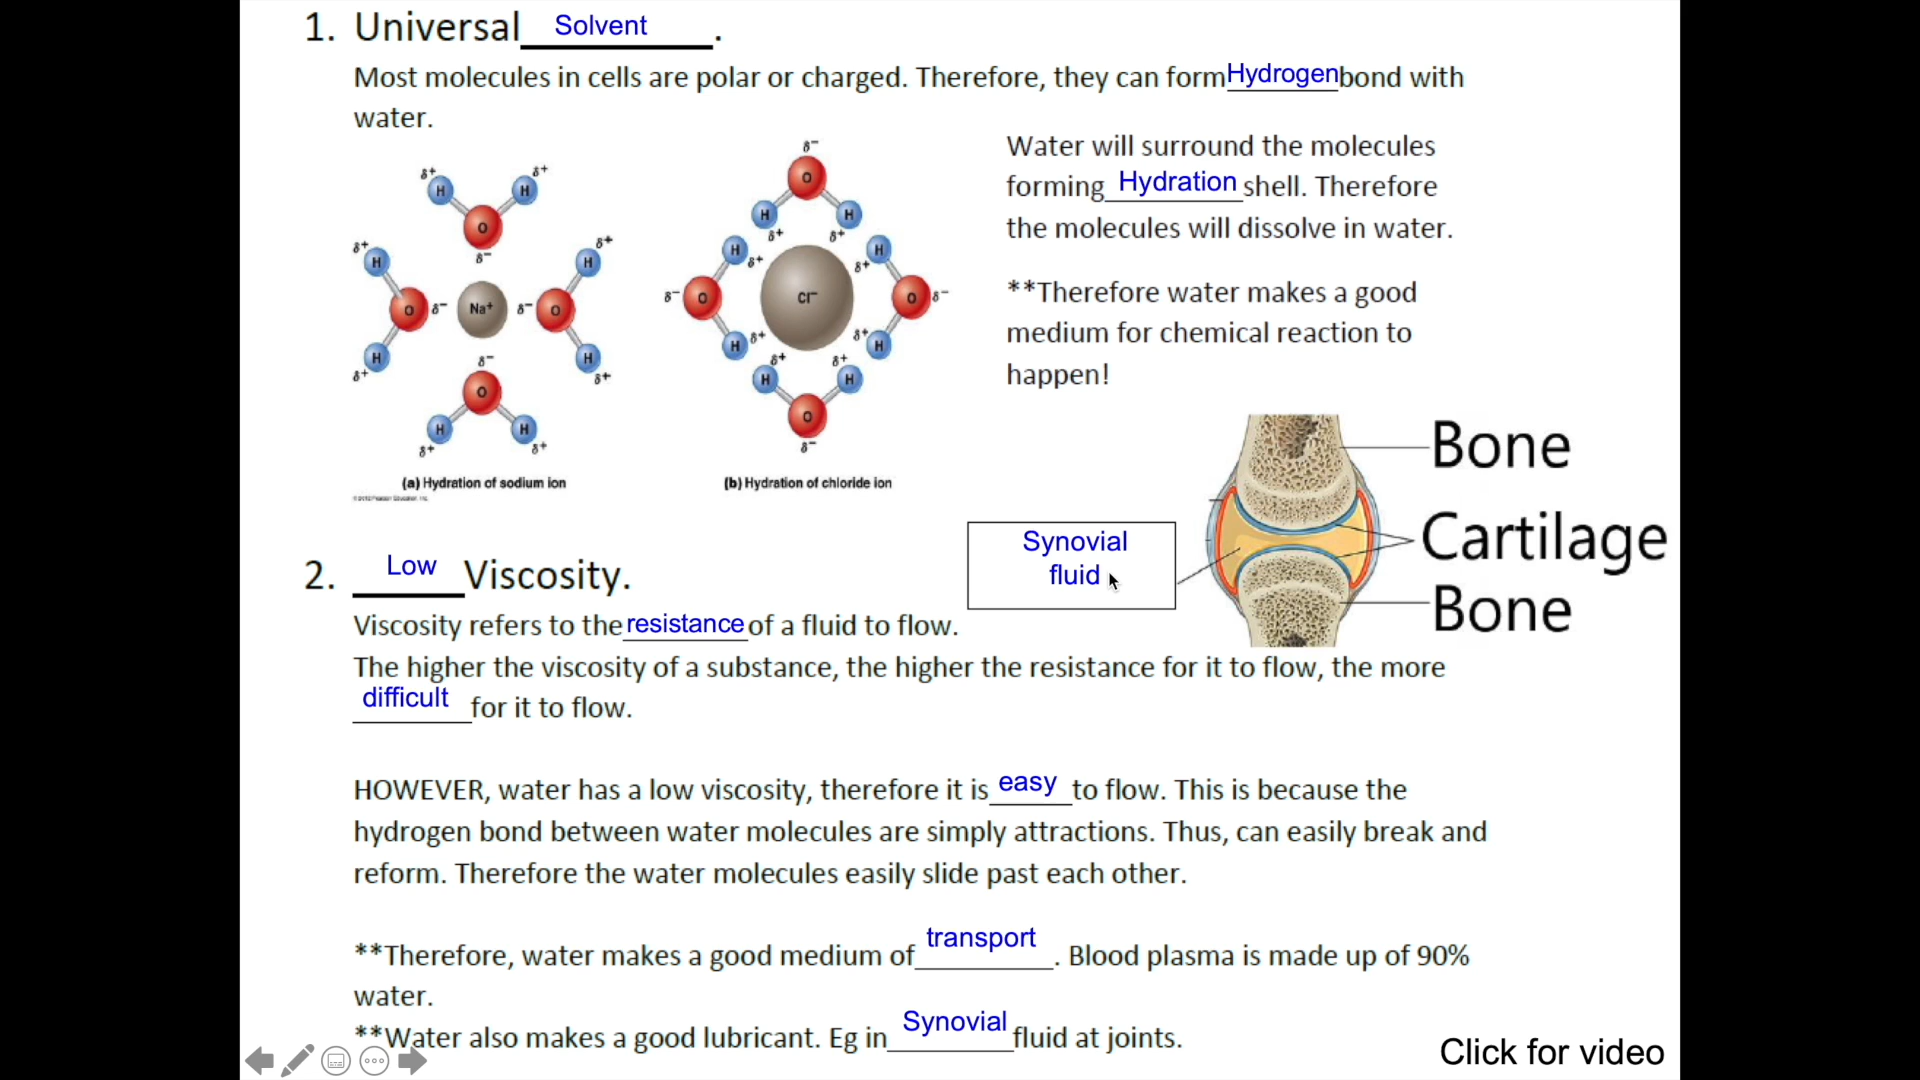 1. Universal Solvent.
Most molecules in cells are polar or charged. Therefore, they can form Hydrogen bond with
water.
Water will surround the molecules
forming Hydration shell. Therefore
the molecules will dissolve in water.
**Therefore water makes a good
medium for chemical reaction to
happen!
δ+ H δ+ H O δ−
δ+ H O δ− H δ+
Na+
δ− O H δ+ H δ+
δ− O H δ+ H δ+
(a) Hydration of sodium ion
δ− O H δ+ H δ+
δ− O H δ+ H δ+
Cl−
H δ+ O δ− H δ+
δ+ H δ+ H O δ−
(b) Hydration of chloride ion
Bone
Cartilage
Bone
Synovial
fluid
2. Low Viscosity.
Viscosity refers to the resistance of a fluid to flow.
The higher the viscosity of a substance, the higher the resistance for it to flow, the more
difficult for it to flow.
HOWEVER, water has a low viscosity, therefore it is easy to flow. This is because the
hydrogen bond between water molecules are simply attractions. Thus, can easily break and
reform. Therefore the water molecules easily slide past each other.
**Therefore, water makes a good medium of transport. Blood plasma is made up of 90%
water.
**Water also makes a good lubricant. Eg in Synovial fluid at joints.
Click for video